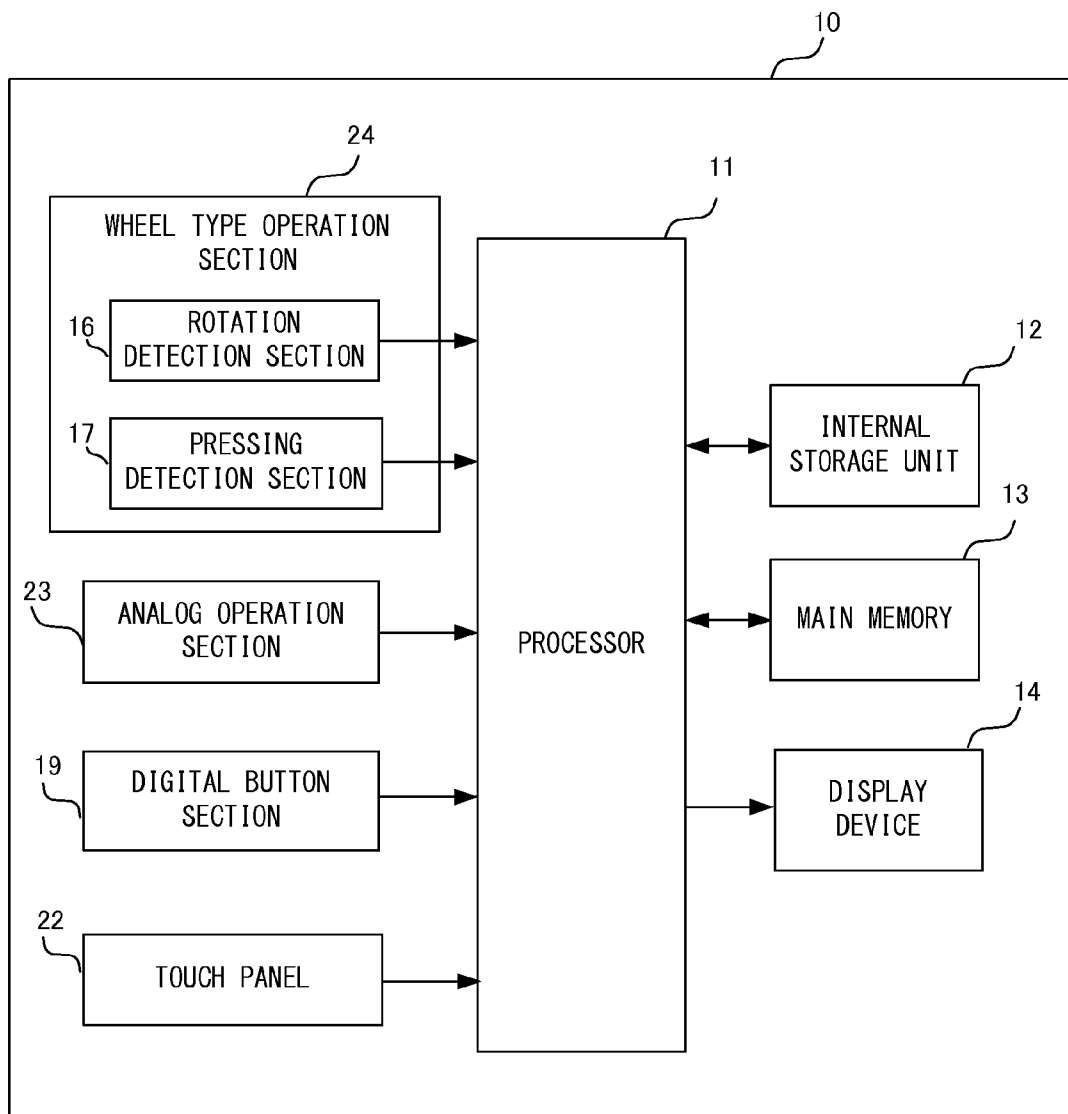 10
24
WHEEL TYPE OPERATION
SECTION
16
ROTATION
DETECTION SECTION
17
PRESSING
DETECTION SECTION
23
ANALOG OPERATION
SECTION
19
DIGITAL BUTTON
SECTION
22
TOUCH PANEL
11
PROCESSOR
12
INTERNAL
STORAGE UNIT
13
MAIN MEMORY
14
DISPLAY
DEVICE